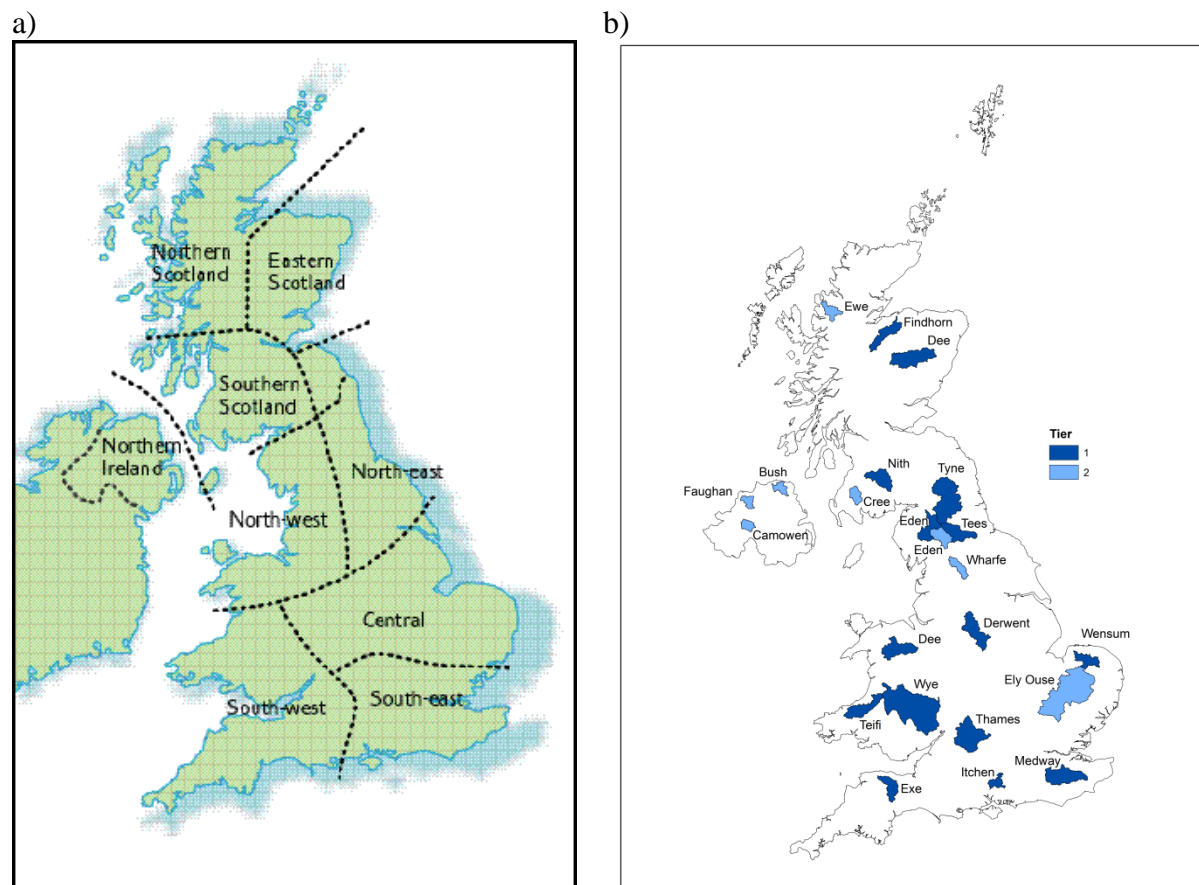 a)
Northern
Scotland
Eastern
Scotland
Southern
Scotland
Northern
Ireland
North-east
North-west
Central
South-east
South-west
b)
Ewe
Findhorn
Dee
Tier
1
2
Nith
Tyne
Bush
Faughan
Cree
Camowen
Eden
Tees
Eden
Wharfe
Derwent
Dee
Wensum
Ely Ouse
Wye
Teifi
Thames
Medway
Itchen
Exe